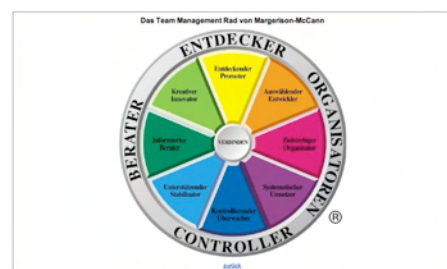 Das Team Management Rad von Margerison-McCann
ENTDECKER
ORGANISATOREN
CONTROLLER
BERATER
Entdeckender
Promoter
Auswählender
Entwickler
Zielstrebiger
Organisator
Systematischer
Umsetzer
Kontrollierender
Überwacher
Unterstützender
Stabilisator
Informierter
Berater
Kreativer
Innovator
VERBINDEN
®
zurück